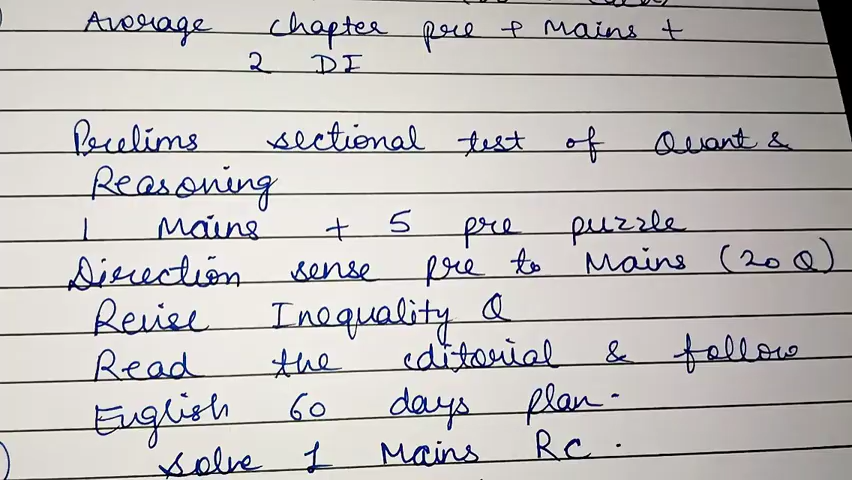 Average chapter pre + Mains +
2 DI
Prelims sectional test of Quant &
Reasoning
1 Mains + 5 pre puzzle
Direction sense pre to Mains (20 Q)
Revise Inequality Q
Read the editorial & follow
English 60 days plan.
solve 1 Mains RC.